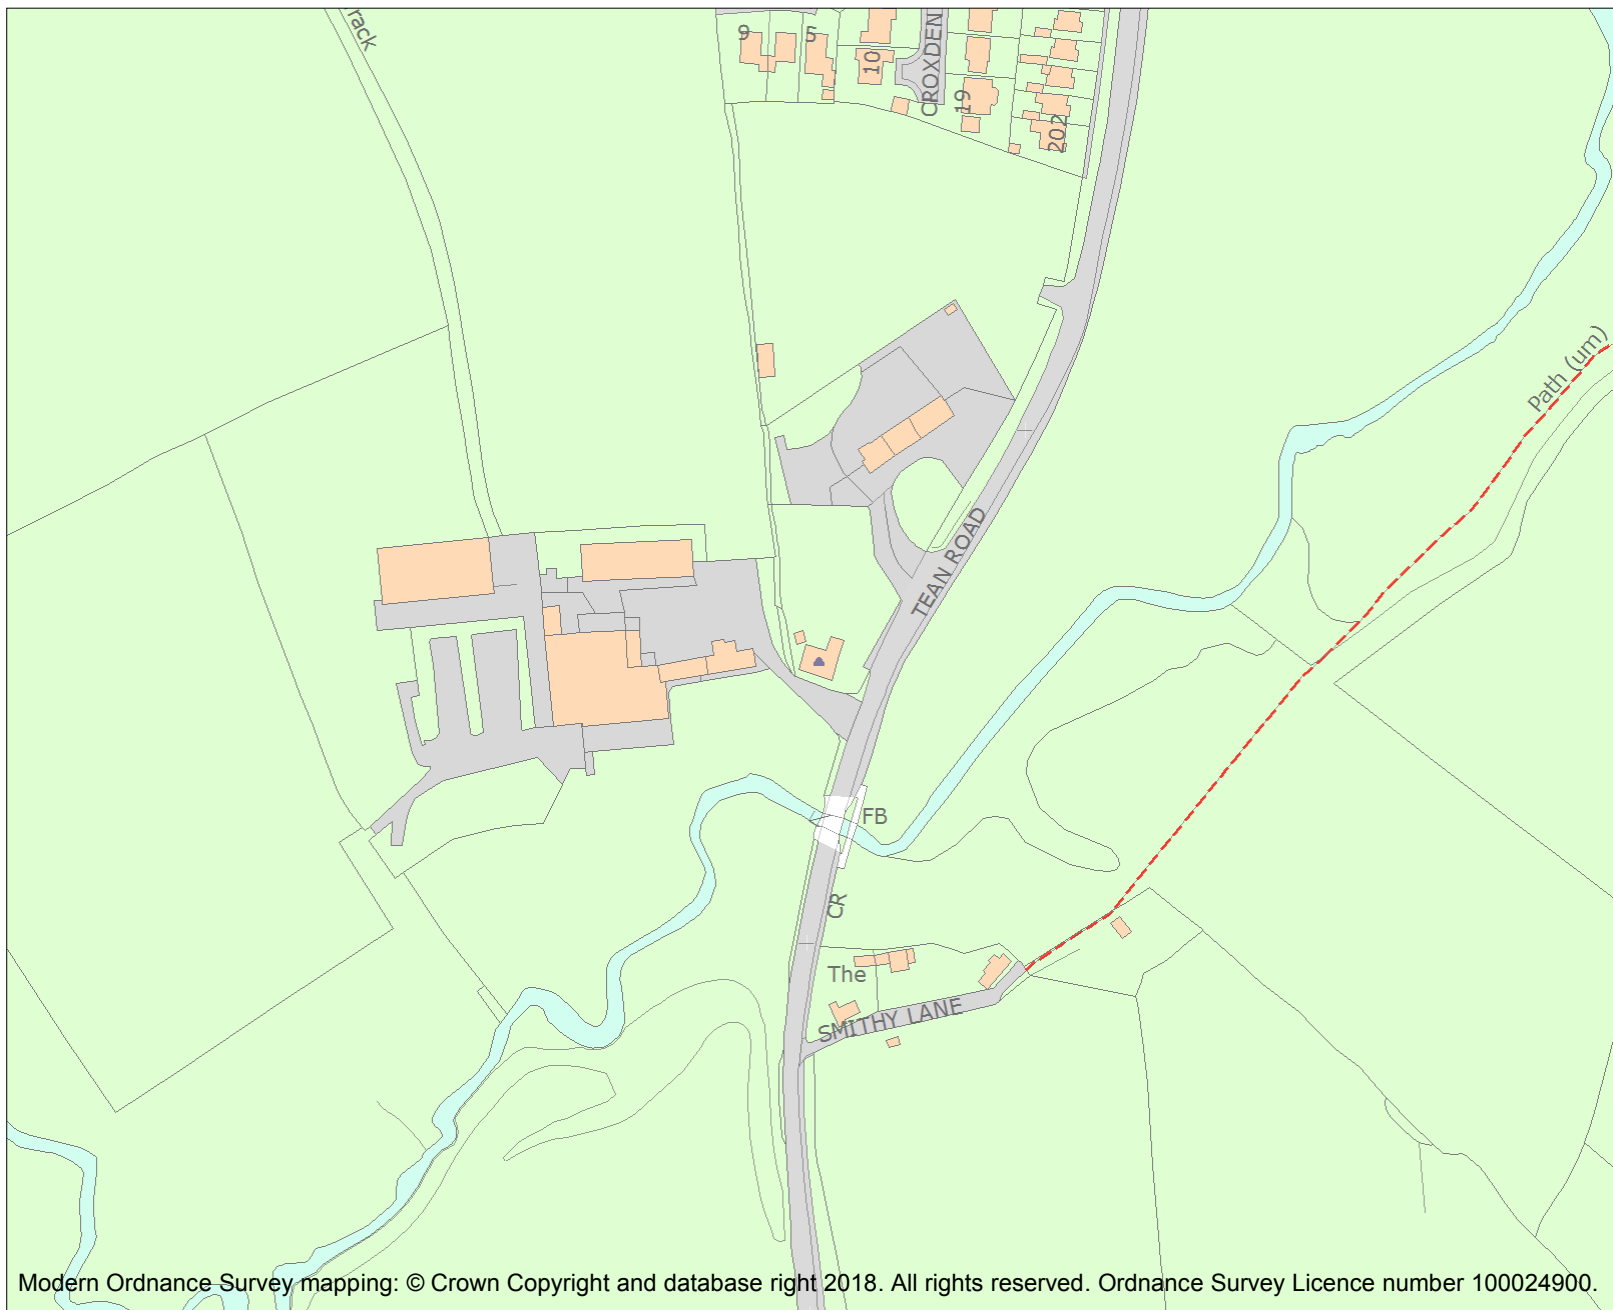 rack
9
5
10
CROXDEN
19
202
Path (um)
TEAN ROAD
FB
CR
The
SMITHY LANE
Modern Ordnance Survey mapping: © Crown Copyright and database right 2018. All rights reserved. Ordnance Survey Licence number 100024900.